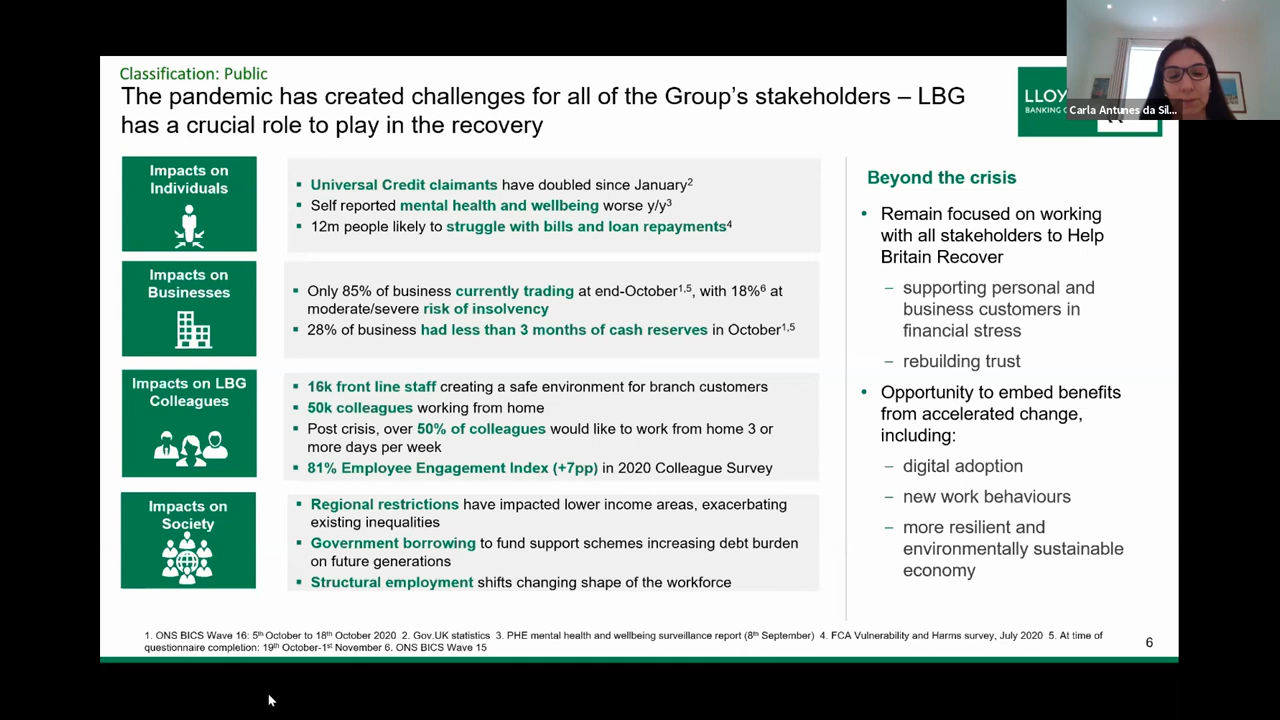 Classification: Public
The pandemic has created challenges for all of the Group's stakeholders – LBG
has a crucial role to play in the recovery
BANKING
Carla Antunes da Sil...
Impacts on
Individuals
▪ Universal Credit claimants have doubled since January²
▪ Self reported mental health and wellbeing worse y/y³
▪ 12m people likely to struggle with bills and loan repayments⁴
Impacts on
Businesses
▪ Only 85% of business currently trading at end-October¹,⁵, with 18%⁶ at
moderate/severe risk of insolvency
▪ 28% of business had less than 3 months of cash reserves in October¹,⁵
Impacts on LBG
Colleagues
▪ 16k front line staff creating a safe environment for branch customers
▪ 50k colleagues working from home
▪ Post crisis, over 50% of colleagues would like to work from home 3 or
more days per week
▪ 81% Employee Engagement Index (+7pp) in 2020 Colleague Survey
Impacts on
Society
▪ Regional restrictions have impacted lower income areas, exacerbating
existing inequalities
▪ Government borrowing to fund support schemes increasing debt burden
on future generations
▪ Structural employment shifts changing shape of the workforce
Beyond the crisis
• Remain focused on working
with all stakeholders to Help
Britain Recover
– supporting personal and
business customers in
financial stress
– rebuilding trust
• Opportunity to embed benefits
from accelerated change,
including:
– digital adoption
– new work behaviours
– more resilient and
environmentally sustainable
economy
1. ONS BICS Wave 16: 5th October to 18th October 2020 2. Gov.UK statistics 3. PHE mental health and wellbeing surveillance report (8th September) 4. FCA Vulnerability and Harms survey, July 2020 5. At time of
questionnaire completion: 19th October-1st November 6. ONS BICS Wave 15
6